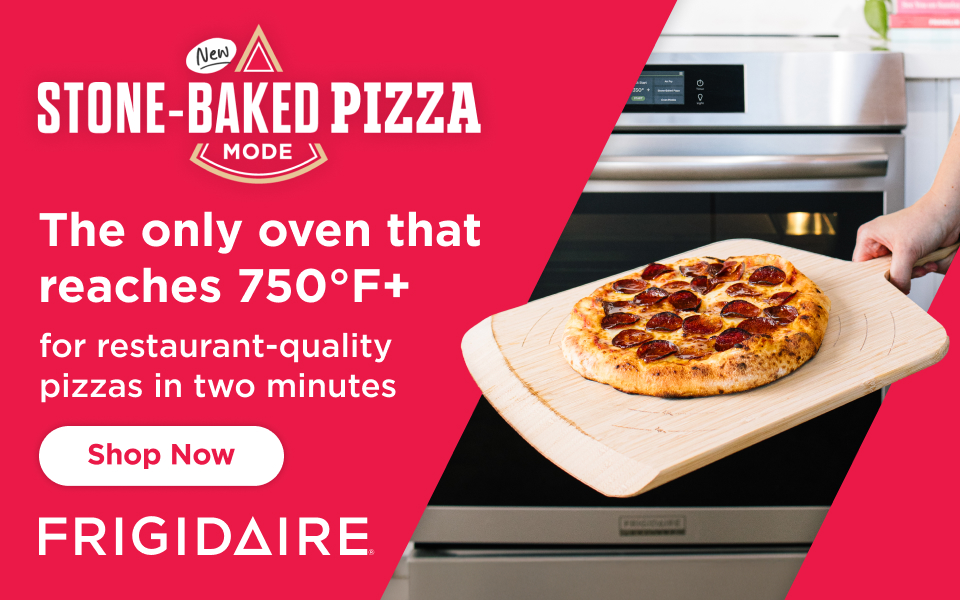 New
STONE-BAKED PIZZA
MODE
The only oven that
reaches 750°F+
for restaurant-quality
pizzas in two minutes
Shop Now
FRIGIDAIRE®
FRIGIDAIRE